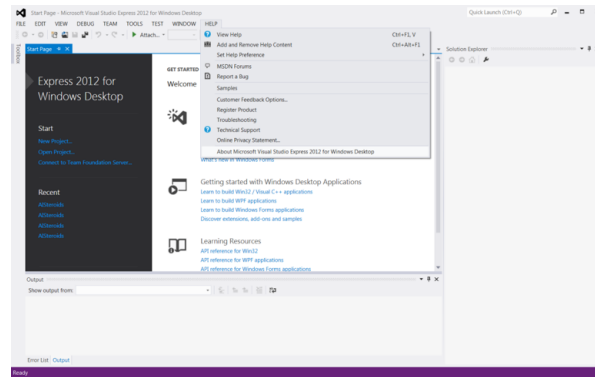 Start Page - Microsoft Visual Studio Express 2012 for Windows Desktop
Quick Launch (Ctrl+Q)
FILE EDIT VIEW DEBUG TEAM TOOLS TEST WINDOW HELP
Attach...
Toolbox
Start Page
Express 2012 for
Windows Desktop
Start
New Project...
Open Project...
Connect to Team Foundation Server...
Recent
AISteroids
AISteroids
AISteroids
AISteroids
GET STARTED
Welcome
View Help Ctrl+F1, V
Add and Remove Help Content Ctrl+Alt+F1
Set Help Preference
MSDN Forums
Report a Bug
Samples
Customer Feedback Options...
Register Product
Troubleshooting
Technical Support
Online Privacy Statement...
About Microsoft Visual Studio Express 2012 for Windows Desktop
What's new in Windows Forms
Getting started with Windows Desktop Applications
Learn to build Win32 / Visual C++ applications
Learn to build WPF applications
Learn to build Windows Forms applications
Discover extensions, add-ons and samples
Learning Resources
API reference for Win32
API reference for WPF applications
API reference for Windows Forms applications
Solution Explorer
Output
Show output from:
Error List Output
Ready